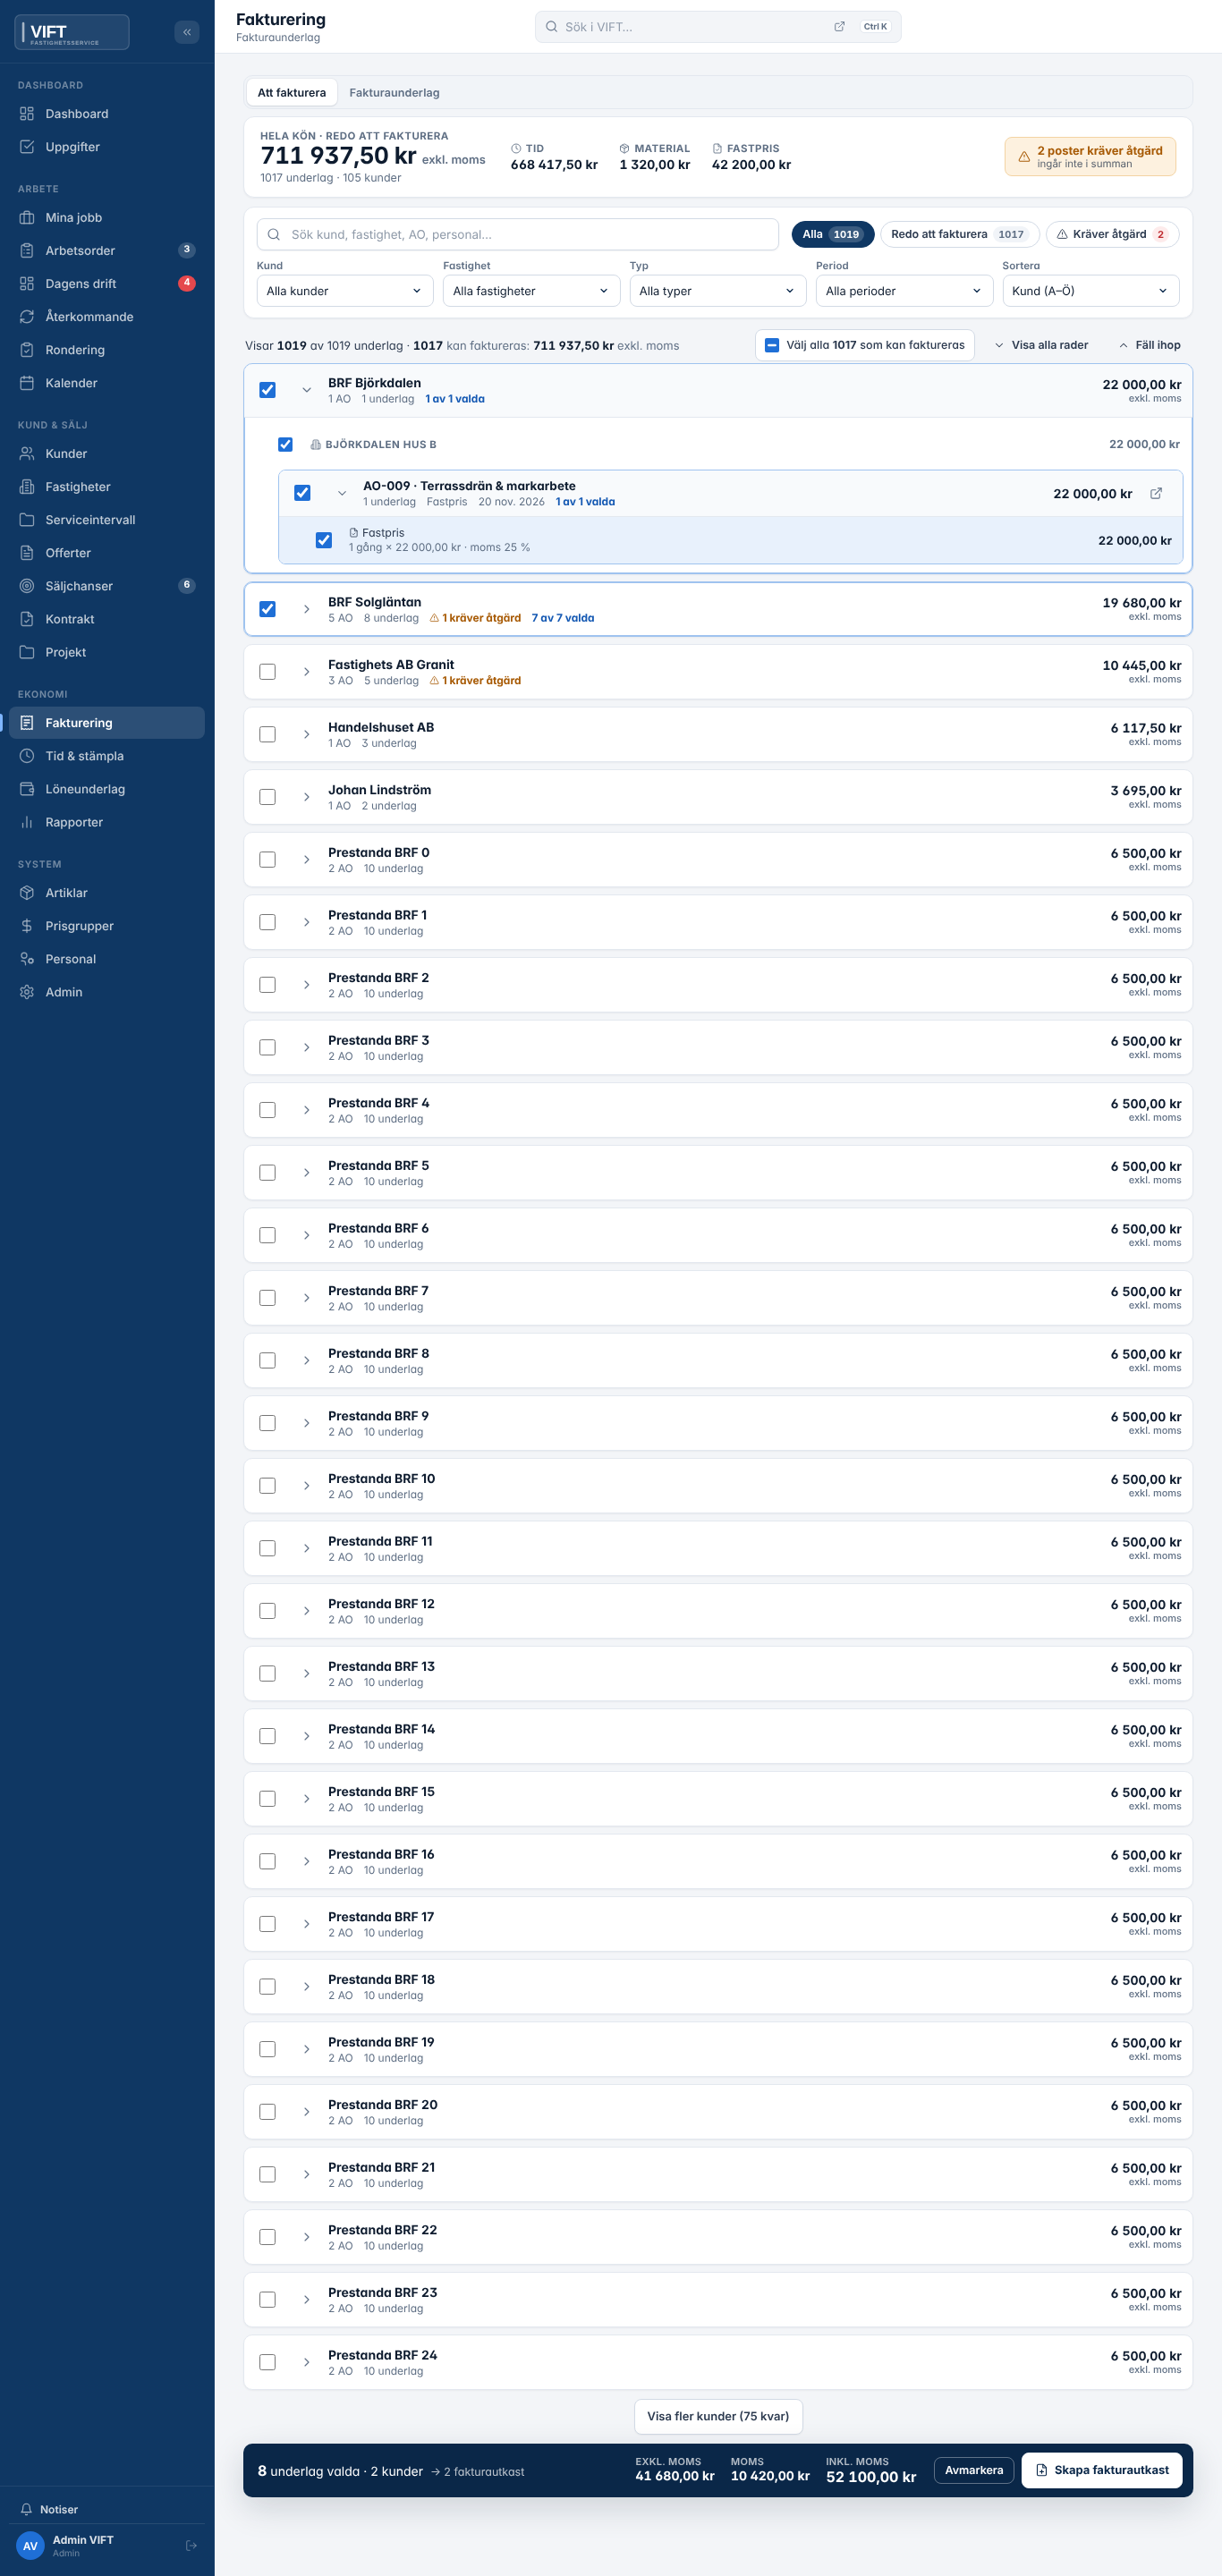 VIFT
FASTIGHETSSERVICE
DASHBOARD
Dashboard
Uppgifter
ARBETE
Mina jobb
Arbetsorder 3
Dagens drift 4
Återkommande
Rondering
Kalender
KUND & SÄLJ
Kunder
Fastigheter
Serviceintervall
Offerter
Säljchanser 6
Kontrakt
Projekt
EKONOMI
Fakturering
Tid & stämpla
Löneunderlag
Rapporter
SYSTEM
Artiklar
Prisgrupper
Personal
Admin
Notiser
AV Admin VIFT
Admin
Fakturering
Fakturaunderlag
Sök i VIFT... Ctrl K
Att fakturera Fakturaunderlag
HELA KÖN · REDO ATT FAKTURERA
711 937,50 kr exkl. moms
1017 underlag · 105 kunder
TID
668 417,50 kr
MATERIAL
1 320,00 kr
FASTPRIS
42 200,00 kr
2 poster kräver åtgärd
ingår inte i summan
Sök kund, fastighet, AO, personal...
Alla 1019 Redo att fakturera 1017 Kräver åtgärd 2
Kund Fastighet Typ Period Sortera
Alla kunder Alla fastigheter Alla typer Alla perioder Kund (A–Ö)
Visar 1019 av 1019 underlag · 1017 kan faktureras: 711 937,50 kr exkl. moms
Välj alla 1017 som kan faktureras Visa alla rader Fäll ihop
BRF Björkdalen 22 000,00 kr
1 AO 1 underlag 1 av 1 valda exkl. moms
BJÖRKDALEN HUS B 22 000,00 kr
AO-009 · Terrassdrän & markarbete 22 000,00 kr
1 underlag Fastpris 20 nov. 2026 1 av 1 valda
Fastpris 22 000,00 kr
1 gång × 22 000,00 kr · moms 25 %
BRF Solgläntan 19 680,00 kr
5 AO 8 underlag 1 kräver åtgärd 7 av 7 valda exkl. moms
Fastighets AB Granit 10 445,00 kr
3 AO 5 underlag 1 kräver åtgärd exkl. moms
Handelshuset AB 6 117,50 kr
1 AO 3 underlag exkl. moms
Johan Lindström 3 695,00 kr
1 AO 2 underlag exkl. moms
Prestanda BRF 0 6 500,00 kr
2 AO 10 underlag exkl. moms
Prestanda BRF 1 6 500,00 kr
2 AO 10 underlag exkl. moms
Prestanda BRF 2 6 500,00 kr
2 AO 10 underlag exkl. moms
Prestanda BRF 3 6 500,00 kr
2 AO 10 underlag exkl. moms
Prestanda BRF 4 6 500,00 kr
2 AO 10 underlag exkl. moms
Prestanda BRF 5 6 500,00 kr
2 AO 10 underlag exkl. moms
Prestanda BRF 6 6 500,00 kr
2 AO 10 underlag exkl. moms
Prestanda BRF 7 6 500,00 kr
2 AO 10 underlag exkl. moms
Prestanda BRF 8 6 500,00 kr
2 AO 10 underlag exkl. moms
Prestanda BRF 9 6 500,00 kr
2 AO 10 underlag exkl. moms
Prestanda BRF 10 6 500,00 kr
2 AO 10 underlag exkl. moms
Prestanda BRF 11 6 500,00 kr
2 AO 10 underlag exkl. moms
Prestanda BRF 12 6 500,00 kr
2 AO 10 underlag exkl. moms
Prestanda BRF 13 6 500,00 kr
2 AO 10 underlag exkl. moms
Prestanda BRF 14 6 500,00 kr
2 AO 10 underlag exkl. moms
Prestanda BRF 15 6 500,00 kr
2 AO 10 underlag exkl. moms
Prestanda BRF 16 6 500,00 kr
2 AO 10 underlag exkl. moms
Prestanda BRF 17 6 500,00 kr
2 AO 10 underlag exkl. moms
Prestanda BRF 18 6 500,00 kr
2 AO 10 underlag exkl. moms
Prestanda BRF 19 6 500,00 kr
2 AO 10 underlag exkl. moms
Prestanda BRF 20 6 500,00 kr
2 AO 10 underlag exkl. moms
Prestanda BRF 21 6 500,00 kr
2 AO 10 underlag exkl. moms
Prestanda BRF 22 6 500,00 kr
2 AO 10 underlag exkl. moms
Prestanda BRF 23 6 500,00 kr
2 AO 10 underlag exkl. moms
Prestanda BRF 24 6 500,00 kr
2 AO 10 underlag exkl. moms
Visa fler kunder (75 kvar)
8 underlag valda · 2 kunder → 2 fakturautkast
EXKL. MOMS
41 680,00 kr
MOMS
10 420,00 kr
INKL. MOMS
52 100,00 kr
Avmarkera Skapa fakturautkast